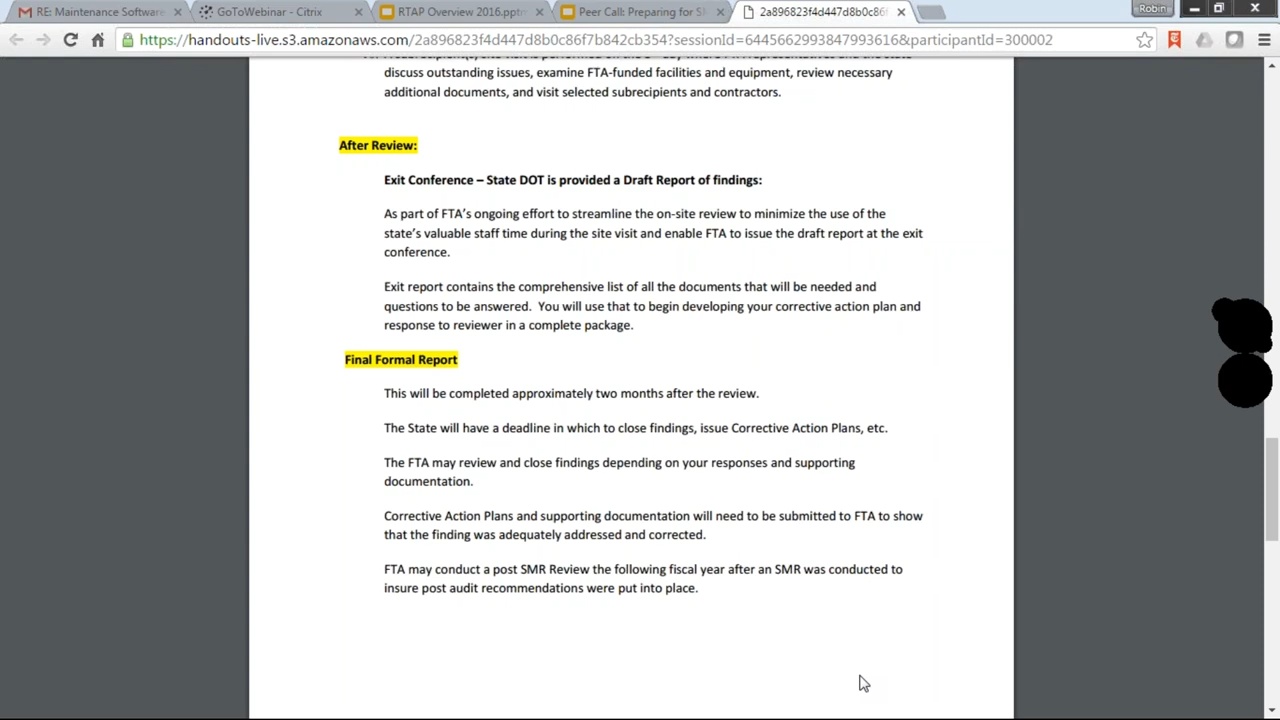 RE: Maintenance Software
GoToWebinar - Citrix
RTAP Overview 2016.pptm
Peer Call: Preparing for S
2a896823f4d447d8b0c86f
Robin
https://handouts-live.s3.amazonaws.com/2a896823f4d447d8b0c86f7b842cb354?sessionId=6445662993847993616&participantId=300002
discuss outstanding issues, examine FTA-funded facilities and equipment, review necessary
additional documents, and visit selected subrecipients and contractors.
After Review:
Exit Conference – State DOT is provided a Draft Report of findings:
As part of FTA's ongoing effort to streamline the on-site review to minimize the use of the
state's valuable staff time during the site visit and enable FTA to issue the draft report at the exit
conference.
Exit report contains the comprehensive list of all the documents that will be needed and
questions to be answered.  You will use that to begin developing your corrective action plan and
response to reviewer in a complete package.
Final Formal Report
This will be completed approximately two months after the review.
The State will have a deadline in which to close findings, issue Corrective Action Plans, etc.
The FTA may review and close findings depending on your responses and supporting
documentation.
Corrective Action Plans and supporting documentation will need to be submitted to FTA to show
that the finding was adequately addressed and corrected.
FTA may conduct a post SMR Review the following fiscal year after an SMR was conducted to
insure post audit recommendations were put into place.